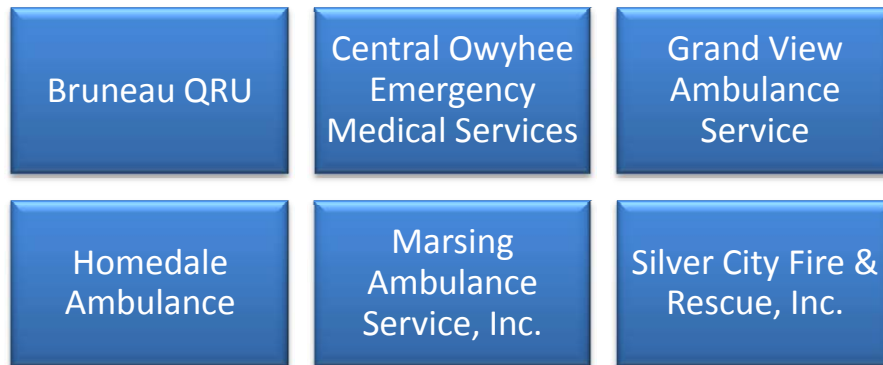 Bruneau QRU
Central Owyhee
Emergency
Medical Services
Grand View
Ambulance
Service
Homedale
Ambulance
Marsing
Ambulance
Service, Inc.
Silver City Fire &
Rescue, Inc.